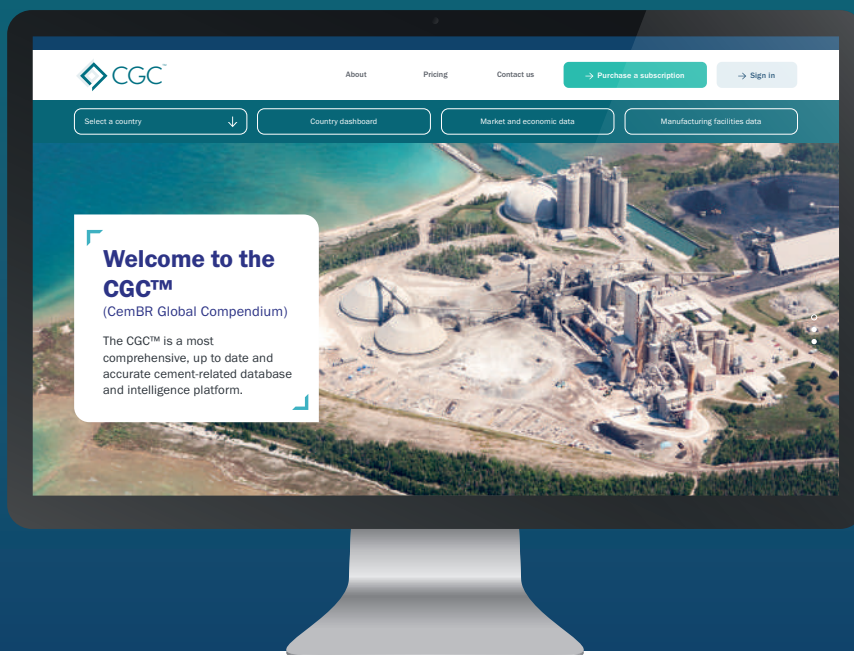 CGC™
About
Pricing
Contact us
→ Purchase a subscription
→ Sign in
Select a country ↓
Country dashboard
Market and economic data
Manufacturing facilities data
Welcome to the
CGC™
(CemBR Global Compendium)
The CGC™ is a most
comprehensive, up to date and
accurate cement-related database
and intelligence platform.